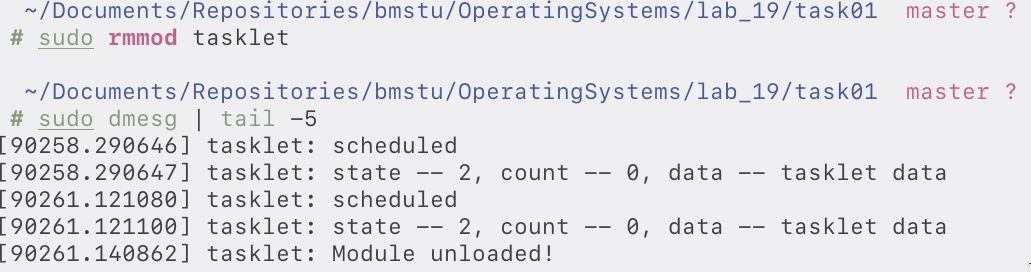 ~/Documents/Repositories/bmstu/OperatingSystems/lab_19/task01  master ?
# sudo rmmod tasklet
~/Documents/Repositories/bmstu/OperatingSystems/lab_19/task01  master ?
# sudo dmesg | tail -5
[90258.290646] tasklet: scheduled
[90258.290647] tasklet: state -- 2, count -- 0, data -- tasklet data
[90261.121080] tasklet: scheduled
[90261.121100] tasklet: state -- 2, count -- 0, data -- tasklet data
[90261.140862] tasklet: Module unloaded!